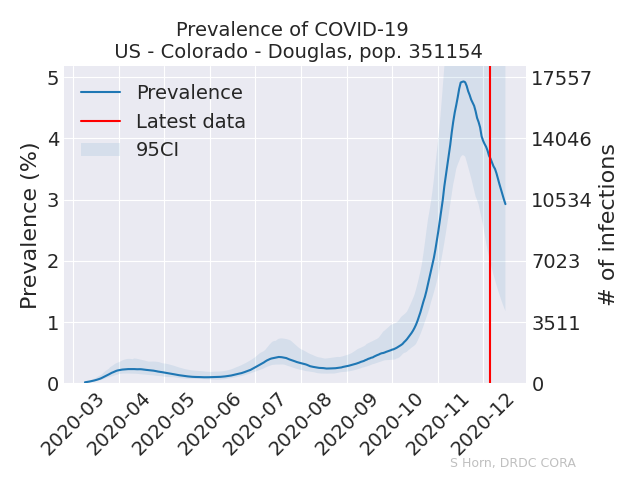 Prevalence of COVID-19
US - Colorado - Douglas, pop. 351154
Prevalence
Latest data
95CI
Prevalence (%)
5
4
3
2
1
0
17557
14046
10534
7023
3511
0
# of infections
2020-03
2020-04
2020-05
2020-06
2020-07
2020-08
2020-09
2020-10
2020-11
2020-12
S Horn, DRDC CORA